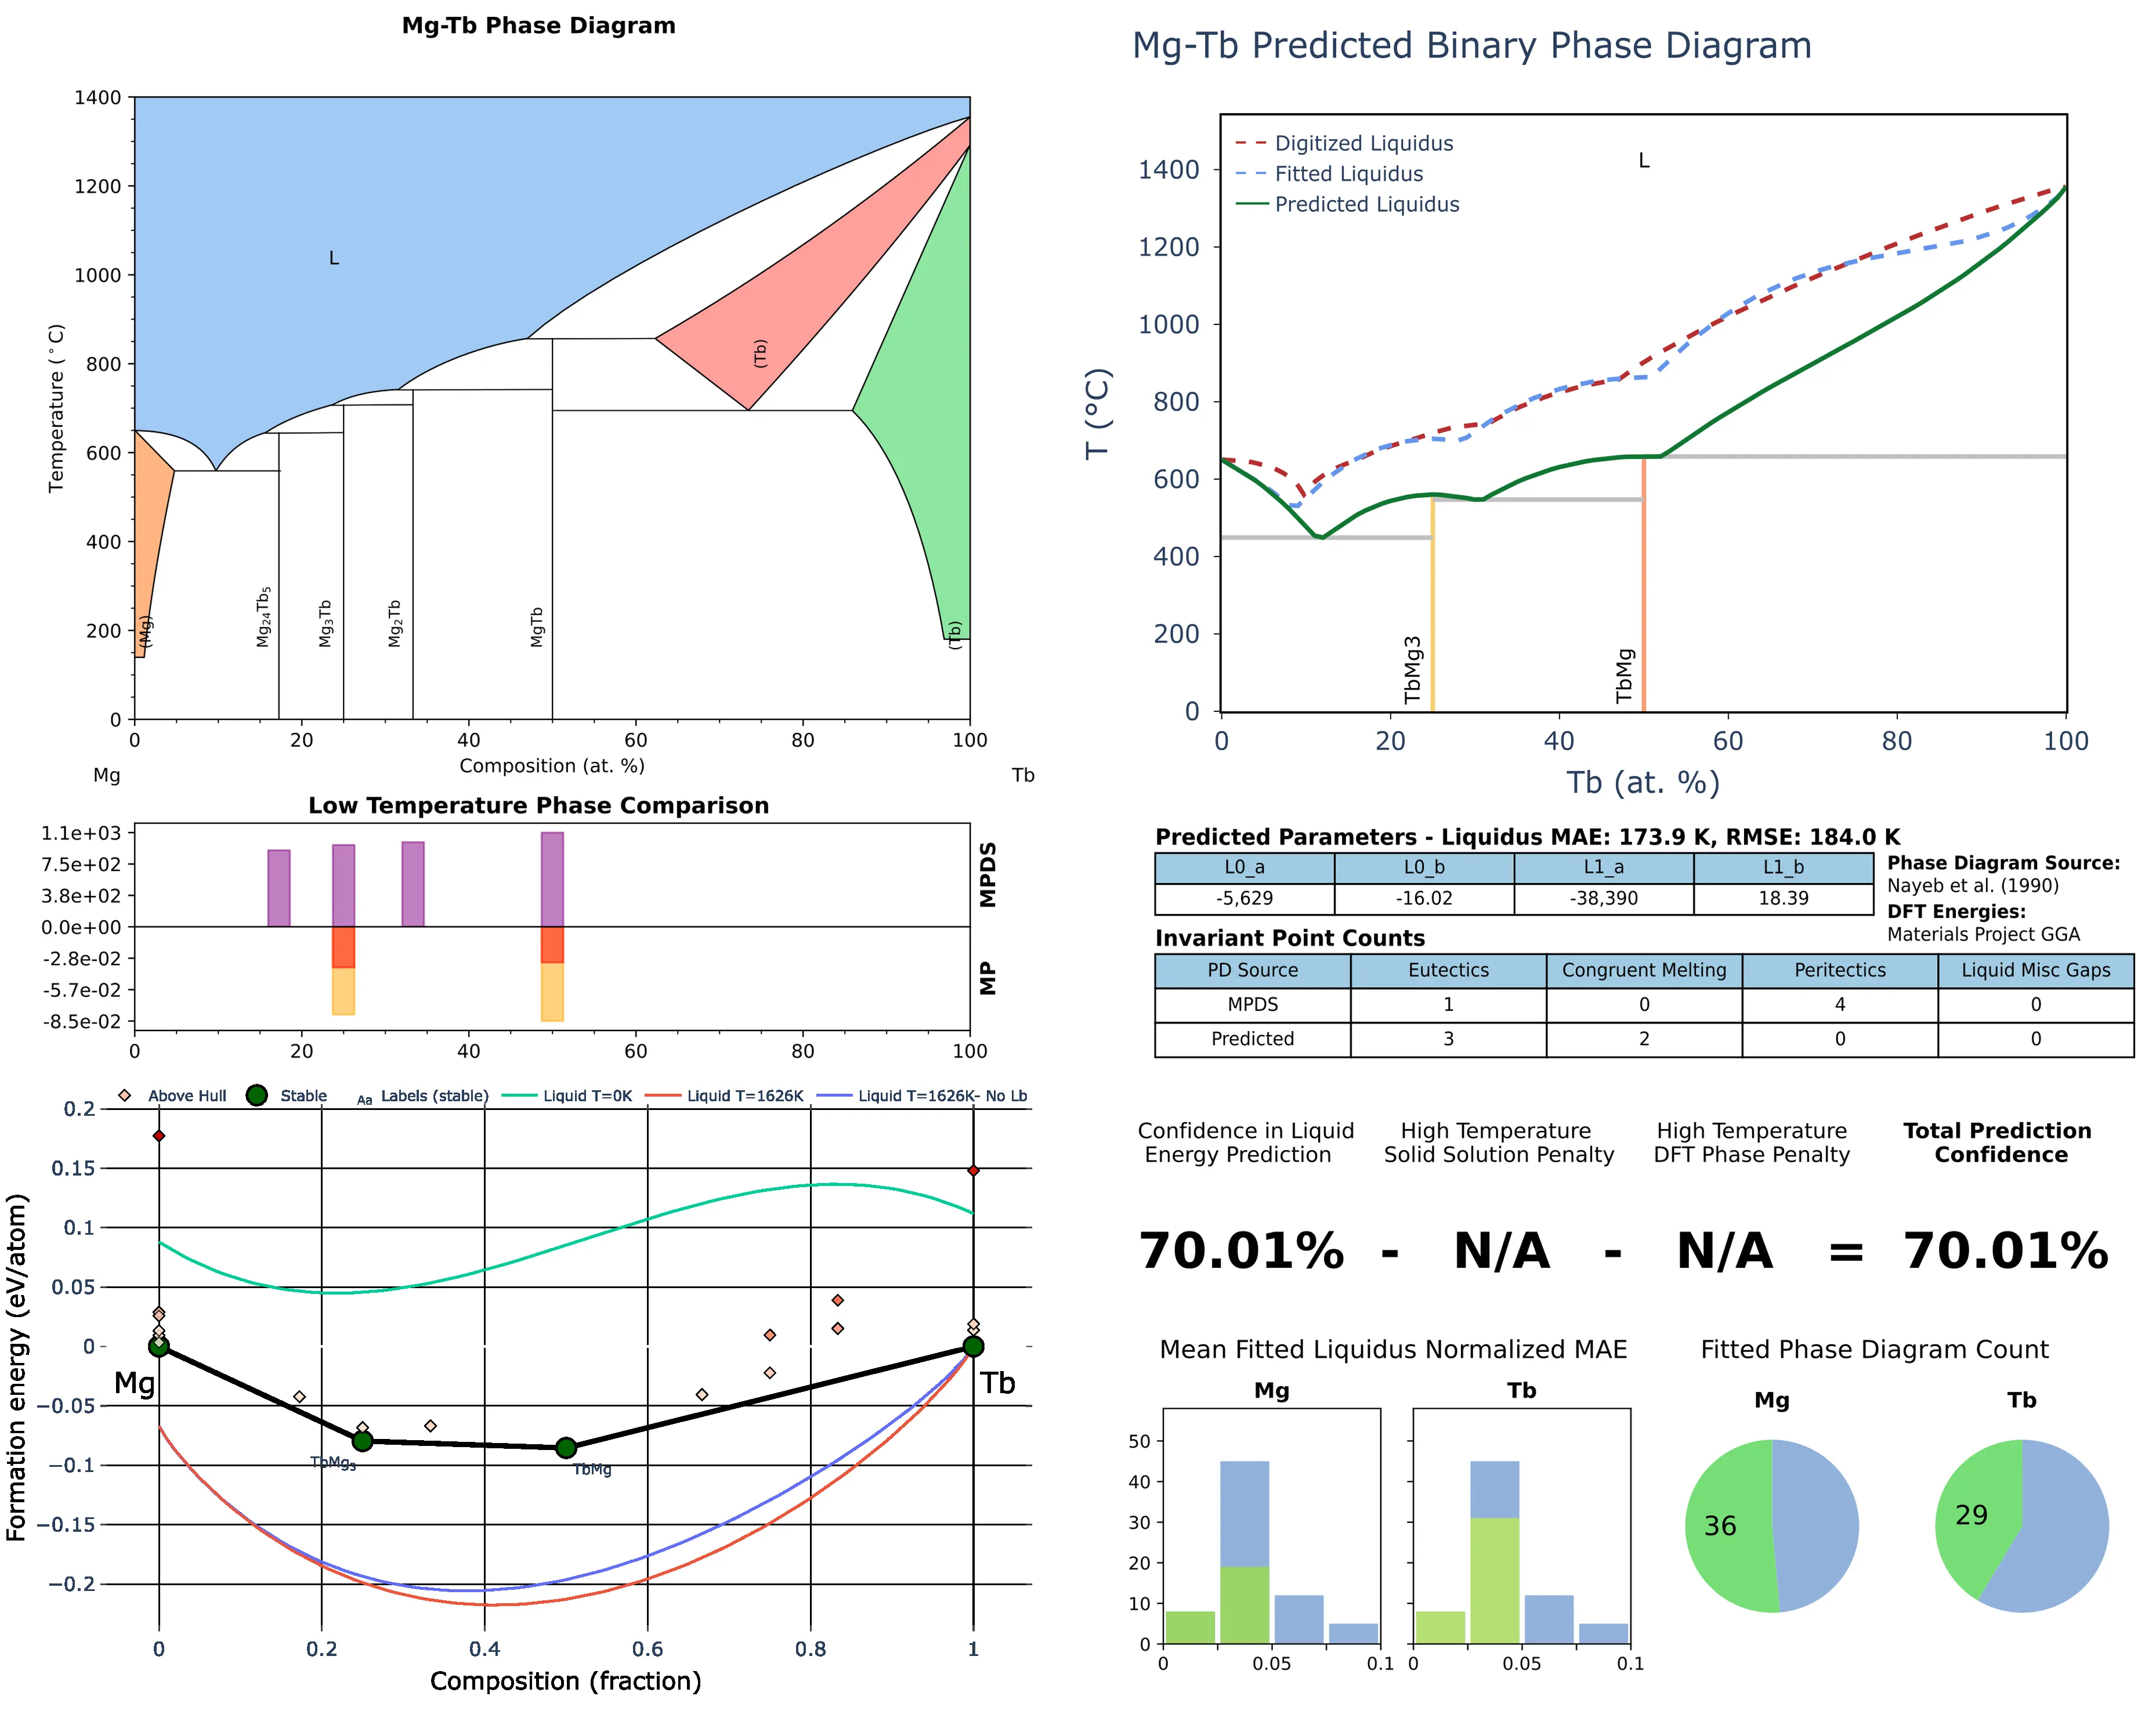 Mg-Tb Phase Diagram
1400
1200
1000
800
600
400
200
0
Temperature (°C)
L
(Tb)
(Mg)
Mg24Tb5
Mg3Tb
Mg2Tb
MgTb
(Tb)
0 20 40 60 80 100
Composition (at. %)
Mg Tb
Low Temperature Phase Comparison
1.1e+03
7.5e+02
3.8e+02
0.0e+00
-2.8e-02
-5.7e-02
-8.5e-02
MPDS
MP
0 20 40 60 80 100
Above Hull Stable Aa Labels (stable) Liquid T=0K Liquid T=1626K Liquid T=1626K- No Lb
0.2
0.15
0.1
0.05
0
−0.05
−0.1
−0.15
−0.2
Formation energy (eV/atom)
Mg Tb
TbMg3
TbMg
0 0.2 0.4 0.6 0.8 1
Composition (fraction)
Mg-Tb Predicted Binary Phase Diagram
Digitized Liquidus
Fitted Liquidus
Predicted Liquidus
L
1400
1200
1000
800
600
400
200
0
T (°C)
TbMg3
TbMg
0 20 40 60 80 100
Tb (at. %)
Predicted Parameters - Liquidus MAE: 173.9 K, RMSE: 184.0 K
L0_a L0_b L1_a L1_b
-5,629 -16.02 -38,390 18.39
Phase Diagram Source:
Nayeb et al. (1990)
DFT Energies:
Materials Project GGA
Invariant Point Counts
PD Source Eutectics Congruent Melting Peritectics Liquid Misc Gaps
MPDS 1 0 4 0
Predicted 3 2 0 0
Confidence in Liquid
Energy Prediction
High Temperature
Solid Solution Penalty
High Temperature
DFT Phase Penalty
Total Prediction
Confidence
70.01% - N/A - N/A = 70.01%
Mean Fitted Liquidus Normalized MAE
Mg Tb
50
40
30
20
10
0
0 0.05 0.1
0 0.05 0.1
Fitted Phase Diagram Count
Mg Tb
36
29